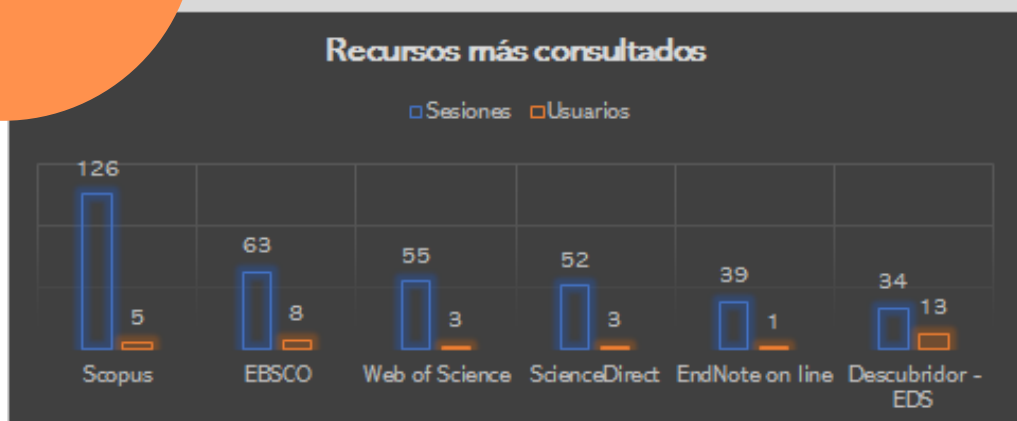 Recursos más consultados
Sesiones Usuarios
126 5 63 8 55 3 52 3 39 1 34 13
Scopus EBSCO Web of Science ScienceDirect EndNote on line Descubridor –
EDS